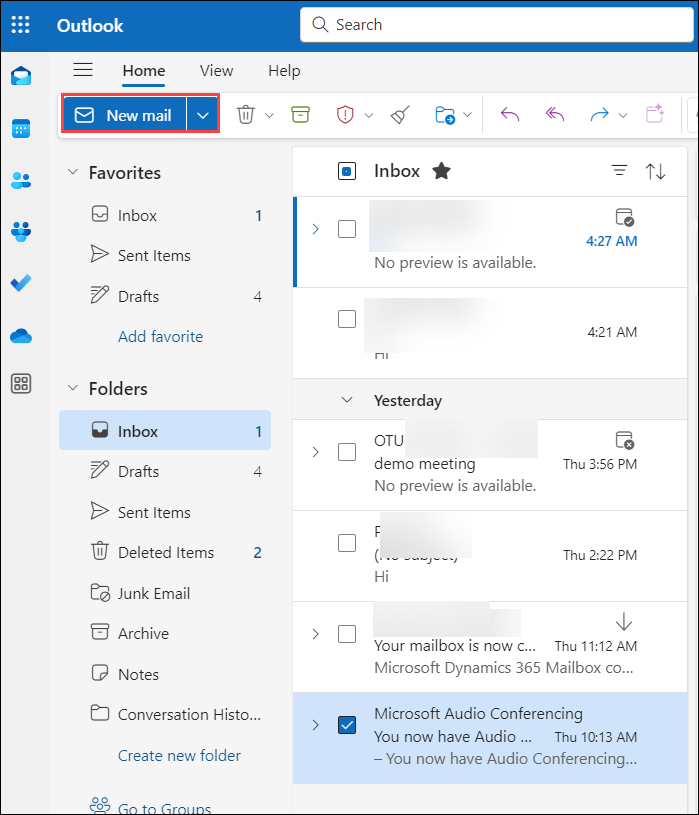 Outlook
Search
Home View Help
New mail
Favorites
Inbox 1
Sent Items
Drafts 4
Add favorite
Folders
Inbox 1
Drafts 4
Sent Items
Deleted Items 2
Junk Email
Archive
Notes
Conversation Histo...
Create new folder
Go to Groups
Inbox
4:27 AM
No preview is available.
4:21 AM
Hi
Yesterday
OTU
demo meeting Thu 3:56 PM
No preview is available.
(No subject) Thu 2:22 PM
Hi
Your mailbox is now c... Thu 11:12 AM
Microsoft Dynamics 365 Mailbox co...
Microsoft Audio Conferencing
You now have Audio ... Thu 10:13 AM
– You now have Audio Conferencing...